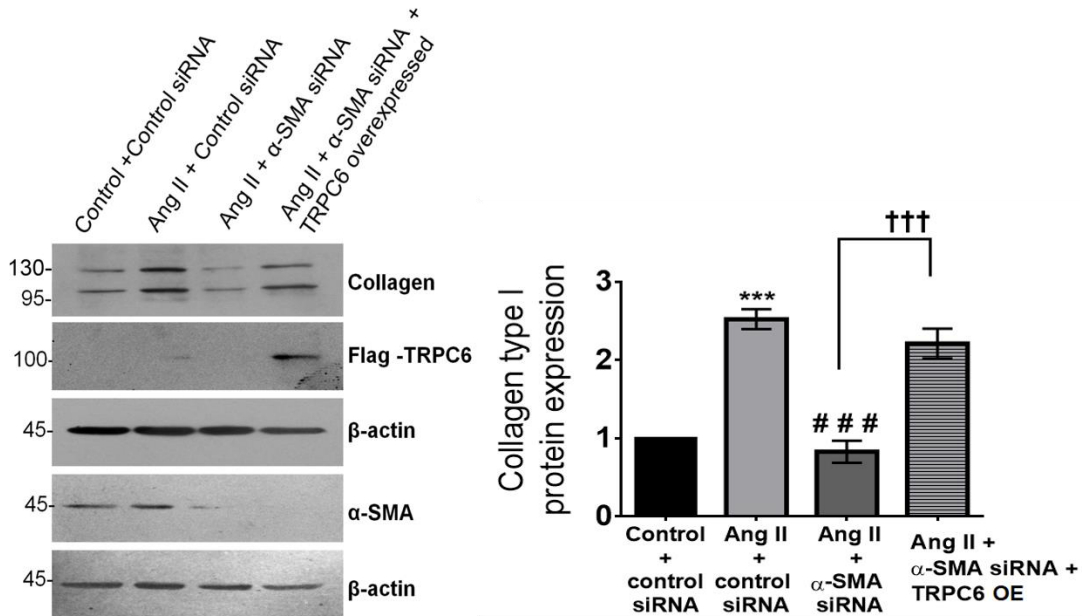 Control +Control siRNA
Ang II + Control siRNA
Ang II + α-SMA siRNA
Ang II + α-SMA siRNA +
TRPC6 overexpressed
130-
95-
Collagen
100-
Flag -TRPC6
45-
β-actin
45-
α-SMA
45-
β-actin
Collagen type I
protein expression
3
2
1
0
***
# # #
†††
Control
+
control
siRNA
Ang II
+
control
siRNA
Ang II
+
α-SMA
siRNA
Ang II +
α-SMA siRNA +
TRPC6 OE